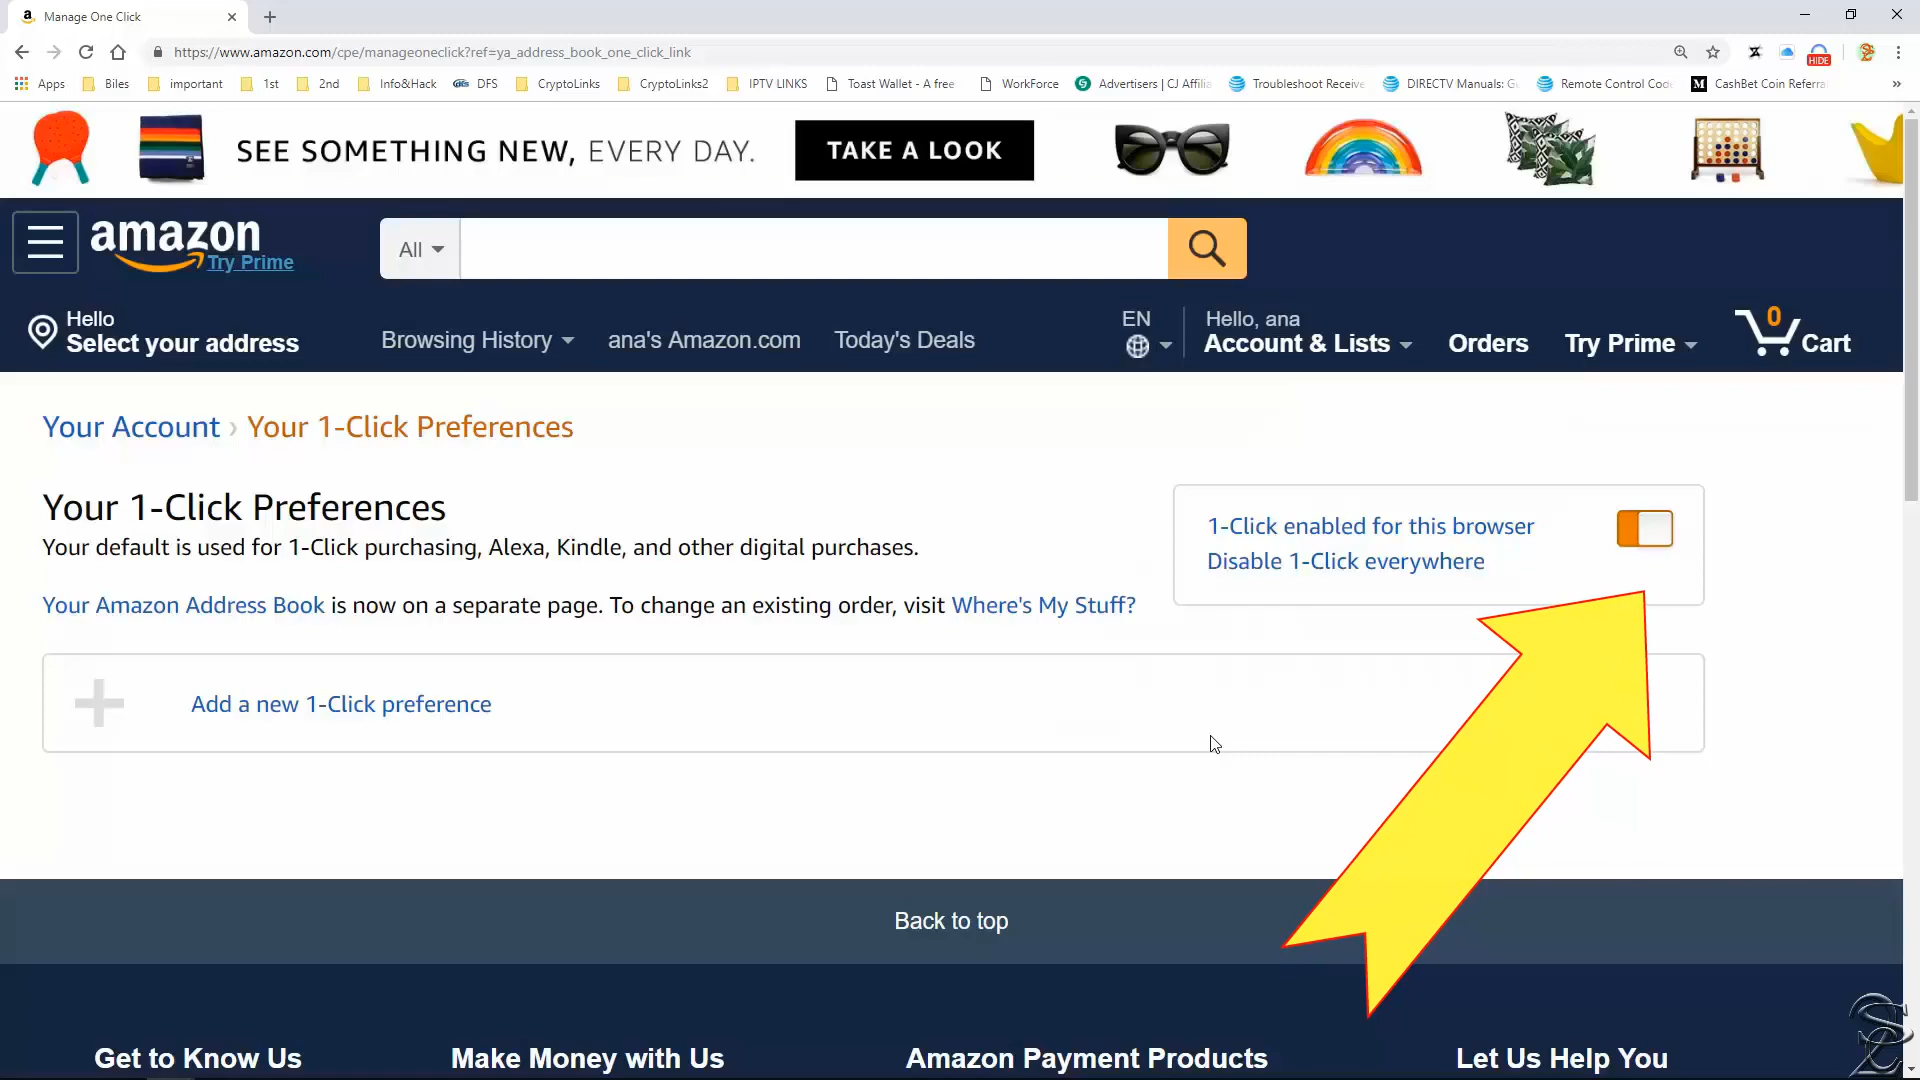 Manage One Click
https://www.amazon.com/cpe/manageoneclick?ref=ya_address_book_one_click_link
HIDE
Apps Biles important 1st 2nd Info&Hack DFS CryptoLinks CryptoLinks2 IPTV LINKS Toast Wallet - A free WorkForce Advertisers | CJ Affilia Troubleshoot Receive DIRECTV Manuals: Gu Remote Control Code CashBet Coin Referra »
SEE SOMETHING NEW, EVERY DAY. TAKE A LOOK
amazon
Try Prime
All
Hello
Select your address
Browsing History ana's Amazon.com Today's Deals
EN
Hello, ana
Account & Lists
Orders
Try Prime
0
Cart
Your Account › Your 1-Click Preferences
Your 1-Click Preferences
Your default is used for 1-Click purchasing, Alexa, Kindle, and other digital purchases.
1-Click enabled for this browser
Disable 1-Click everywhere
Your Amazon Address Book is now on a separate page. To change an existing order, visit Where's My Stuff?
Add a new 1-Click preference
Back to top
Get to Know Us Make Money with Us Amazon Payment Products Let Us Help You